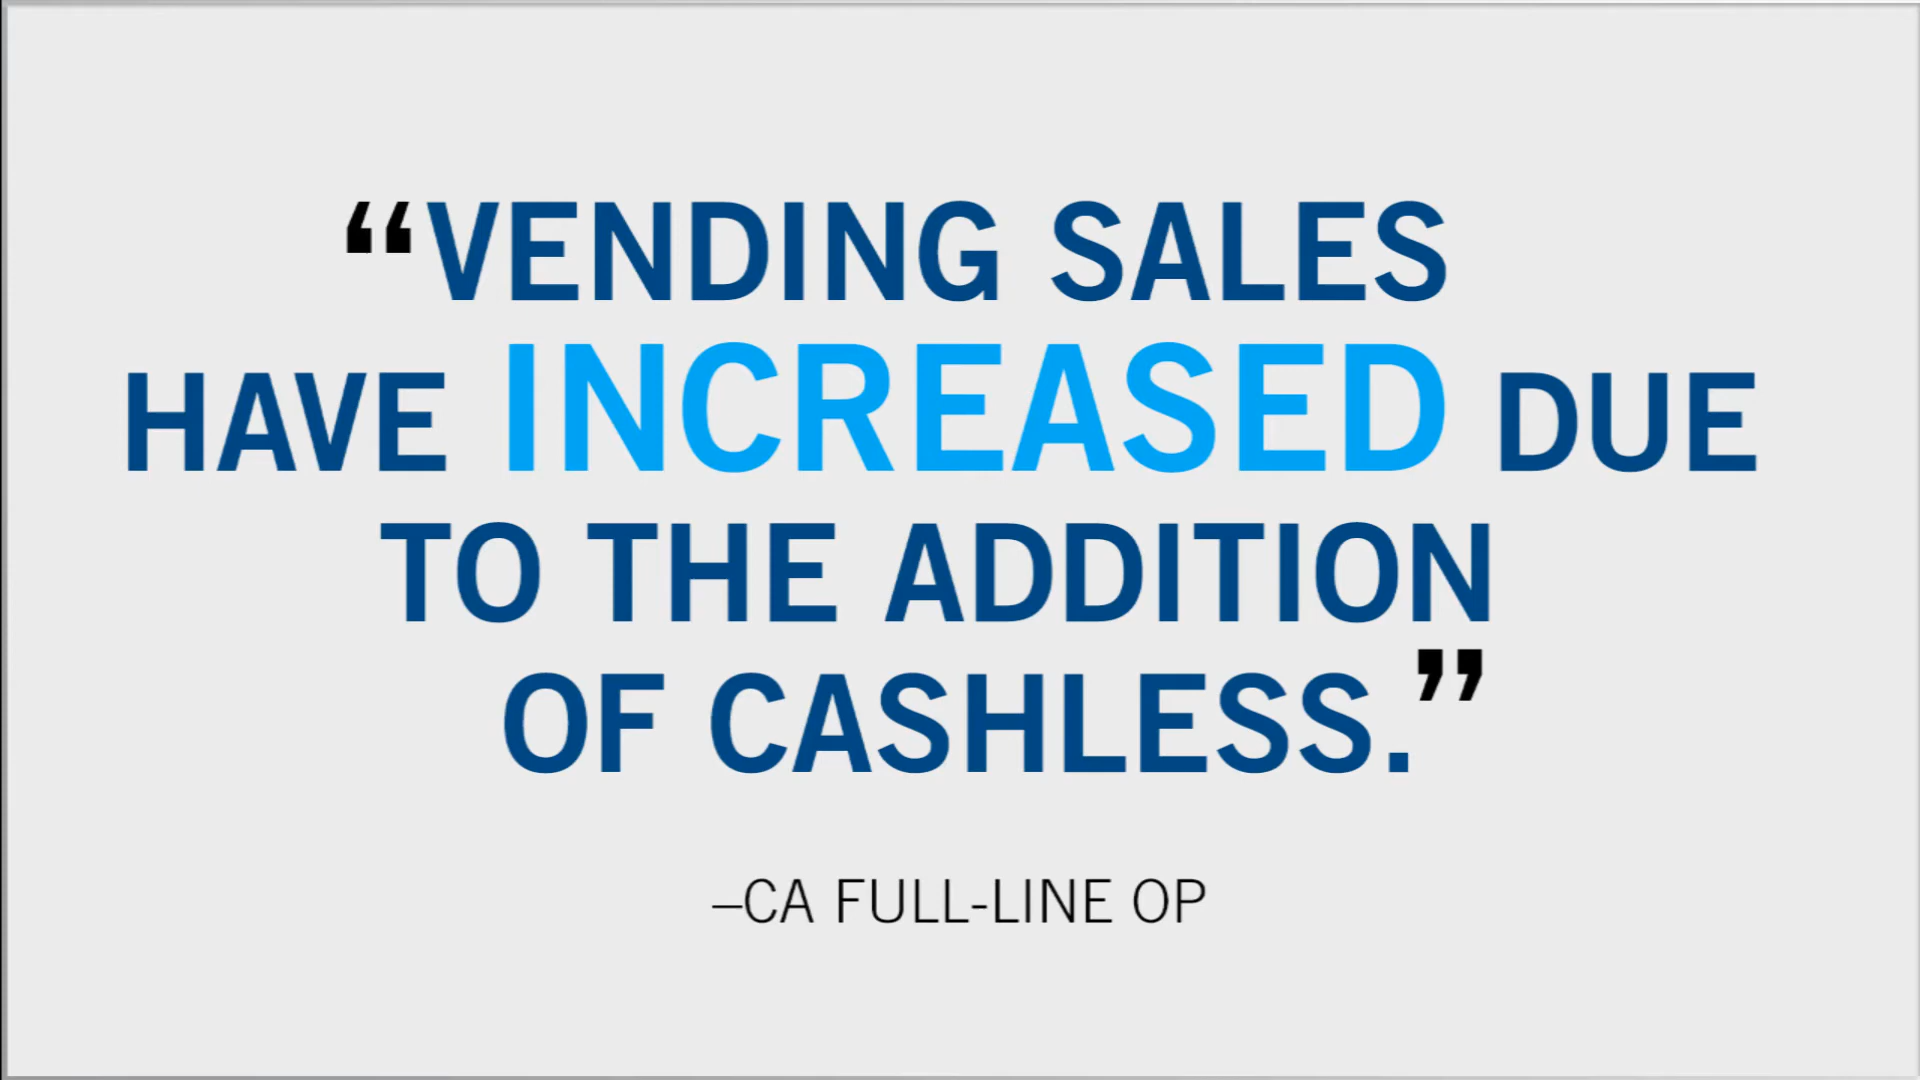 “VENDING SALES
HAVE INCREASED DUE
TO THE ADDITION
OF CASHLESS.”
–CA FULL-LINE OP